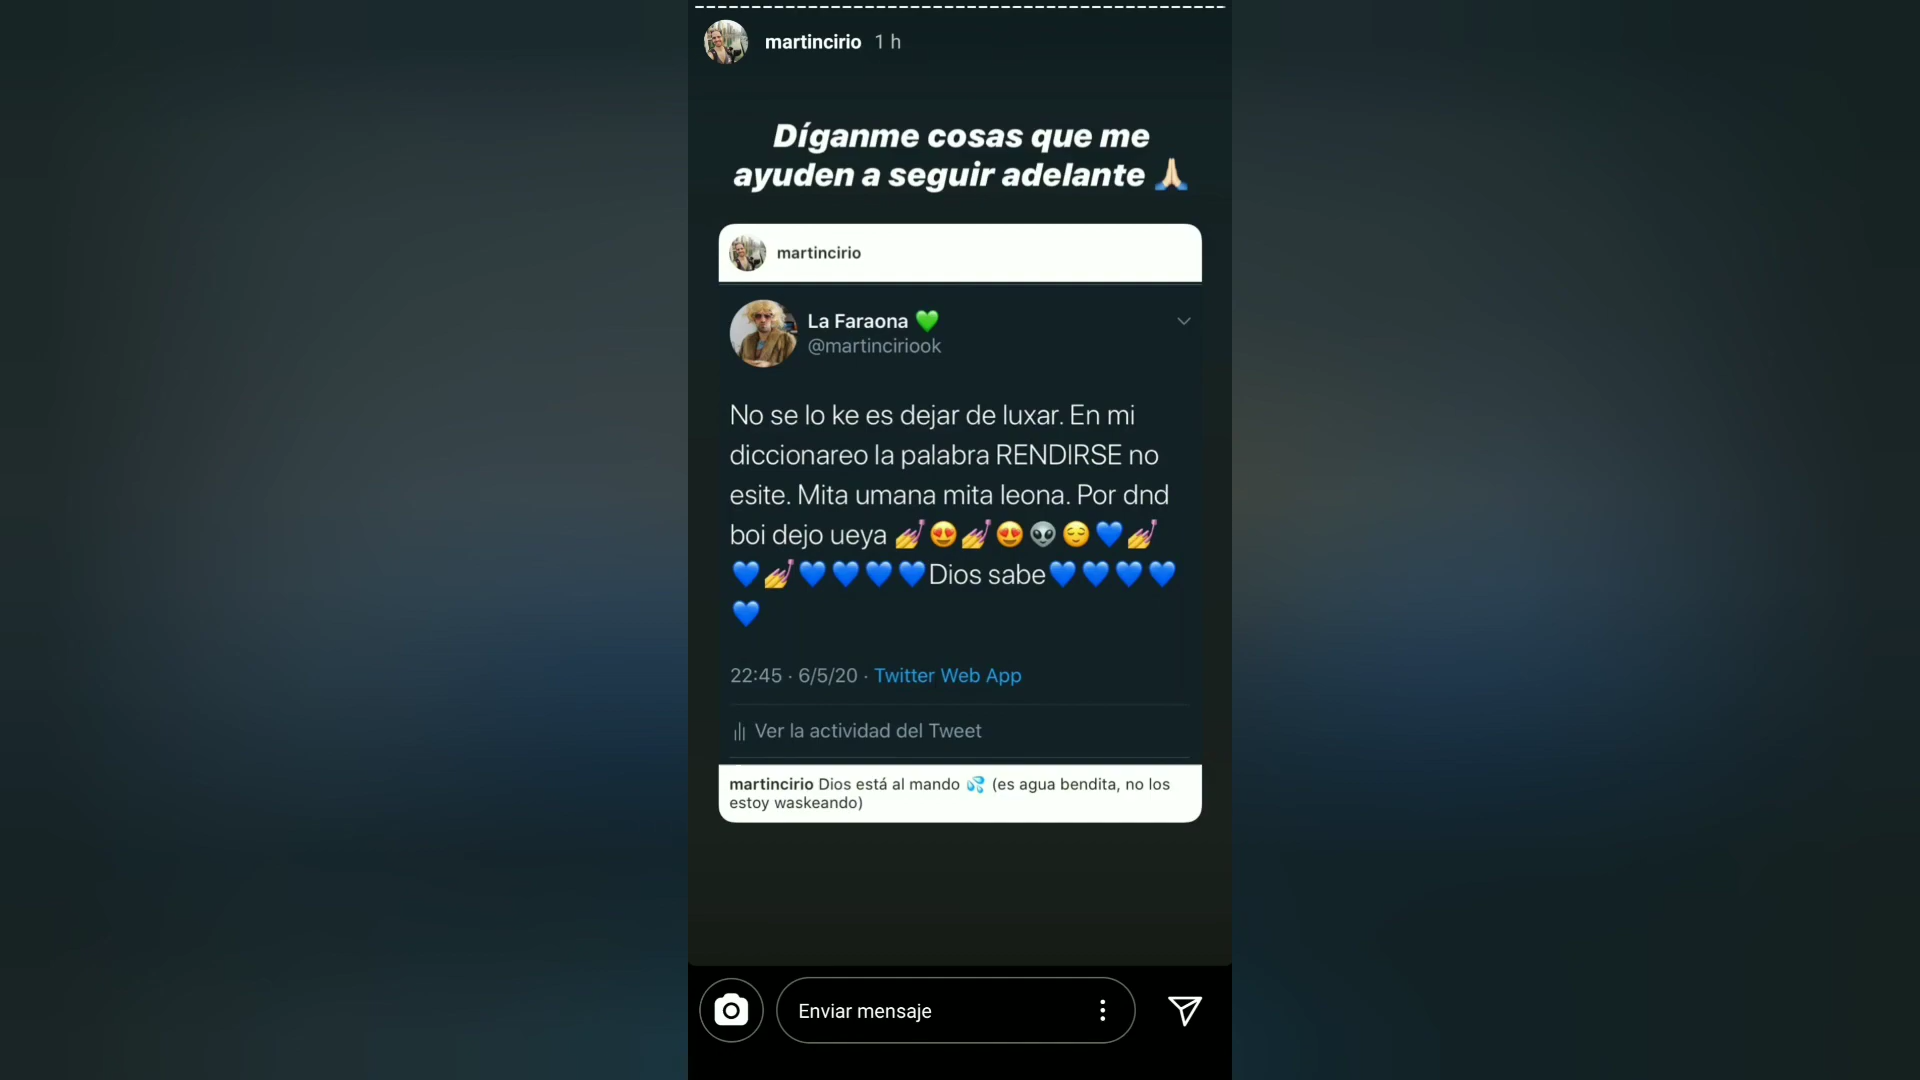 martincirio 1 h
Díganme cosas que me
ayuden a seguir adelante 🙏🏻
martincirio
La Faraona 💚
@martinciriook
No se lo ke es dejar de luxar. En mi
diccionareo la palabra RENDIRSE no
esite. Mita umana mita leona. Por dnd
boi dejo ueya 💅😍💅😍👽😌💙💅
💙💅💙💙💙💙Dios sabe💙💙💙💙
💙
22:45 · 6/5/20 · Twitter Web App
Ver la actividad del Tweet
martincirio Dios está al mando 💦 (es agua bendita, no los
estoy waskeando)
Enviar mensaje